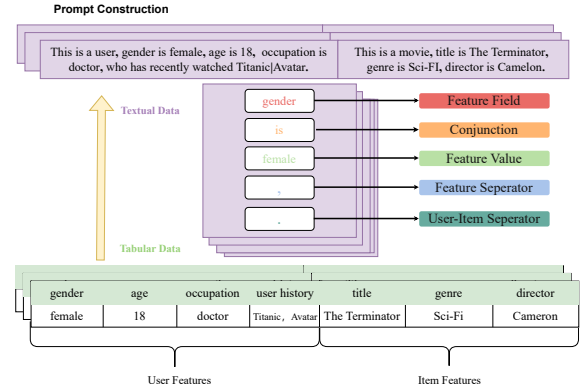 Prompt Construction
This is a user, gender is female, age is 18, occupation is
doctor, who has recently watched Titanic|Avatar.
This is a movie, title is The Terminator,
genre is Sci-FI, director is Camelon.
Textual Data
gender
Feature Field
is
Conjunction
female
Feature Value
,
Feature Seperator
.
User-Item Seperator
Tabular Data
gender age occupation user history title genre director
female 18 doctor Titanic, Avatar The Terminator Sci-Fi Cameron
User Features
Item Features